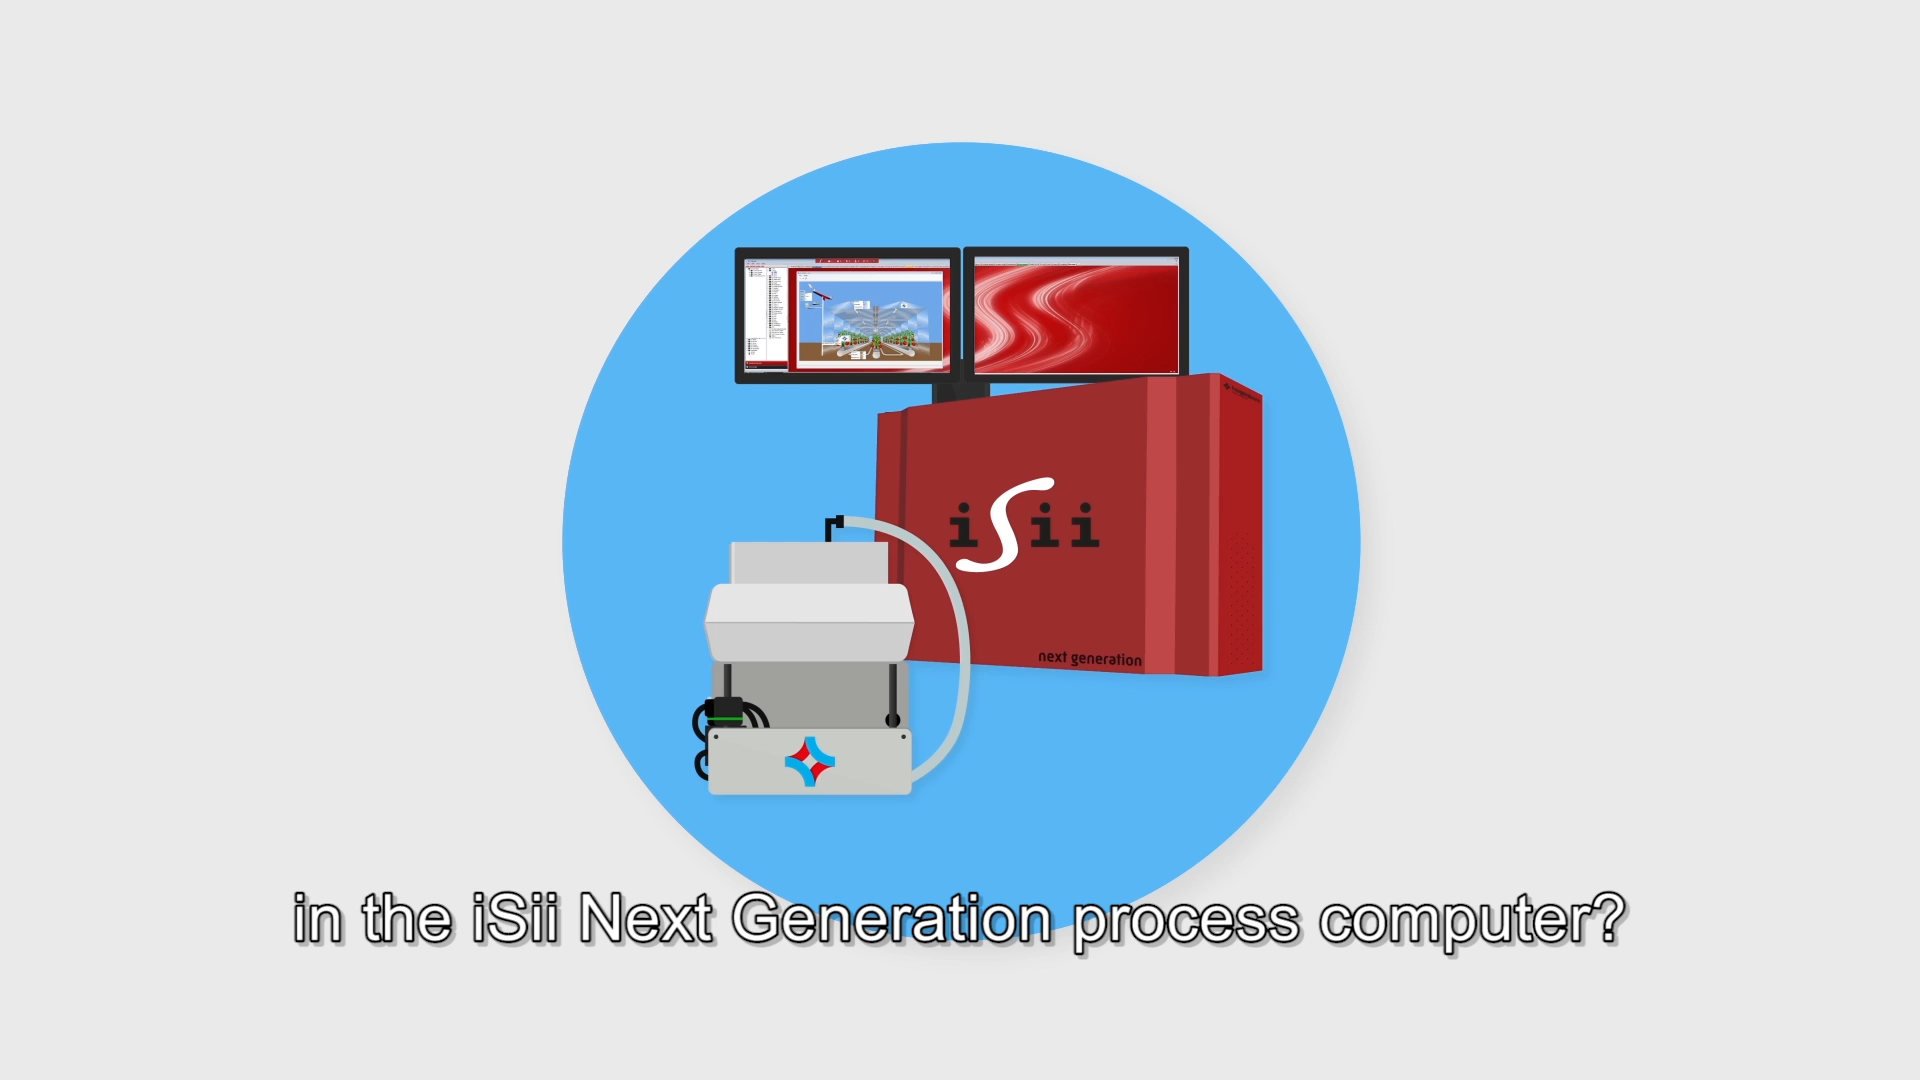 iSii
next generation
in the iSii Next Generation process computer?